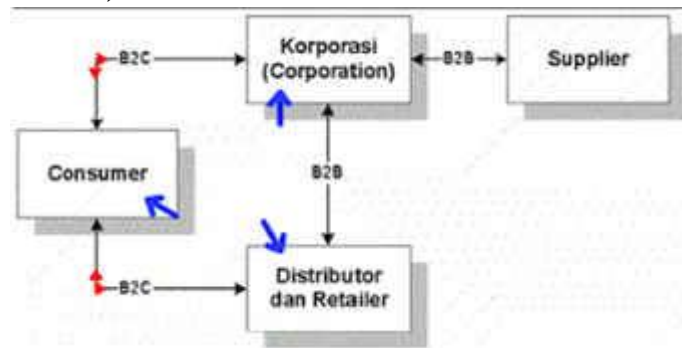 B2C
Korporasi
(Corporation)
B2B
Supplier
Consumer
B2B
B2C
Distributor
dan Retailer